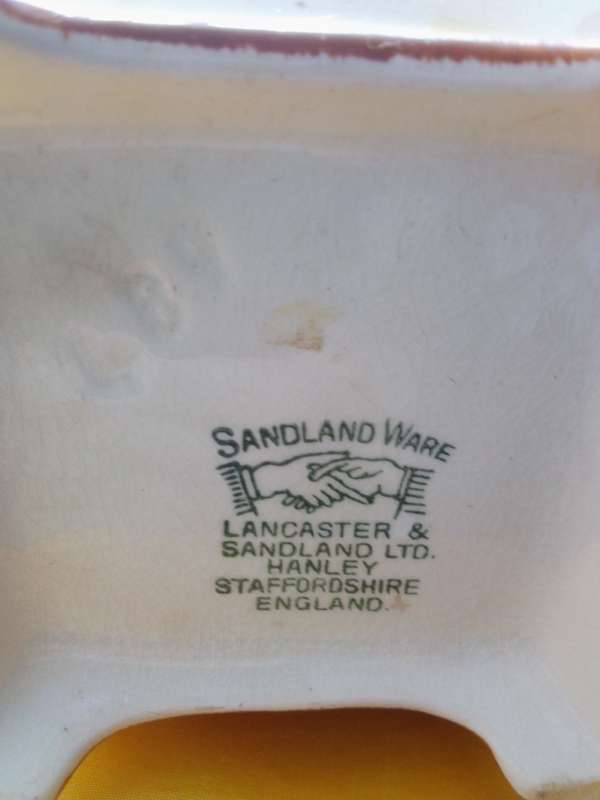 SANDLAND WARE
LANCASTER &
SANDLAND LTD.
HANLEY
STAFFORDSHIRE
ENGLAND.